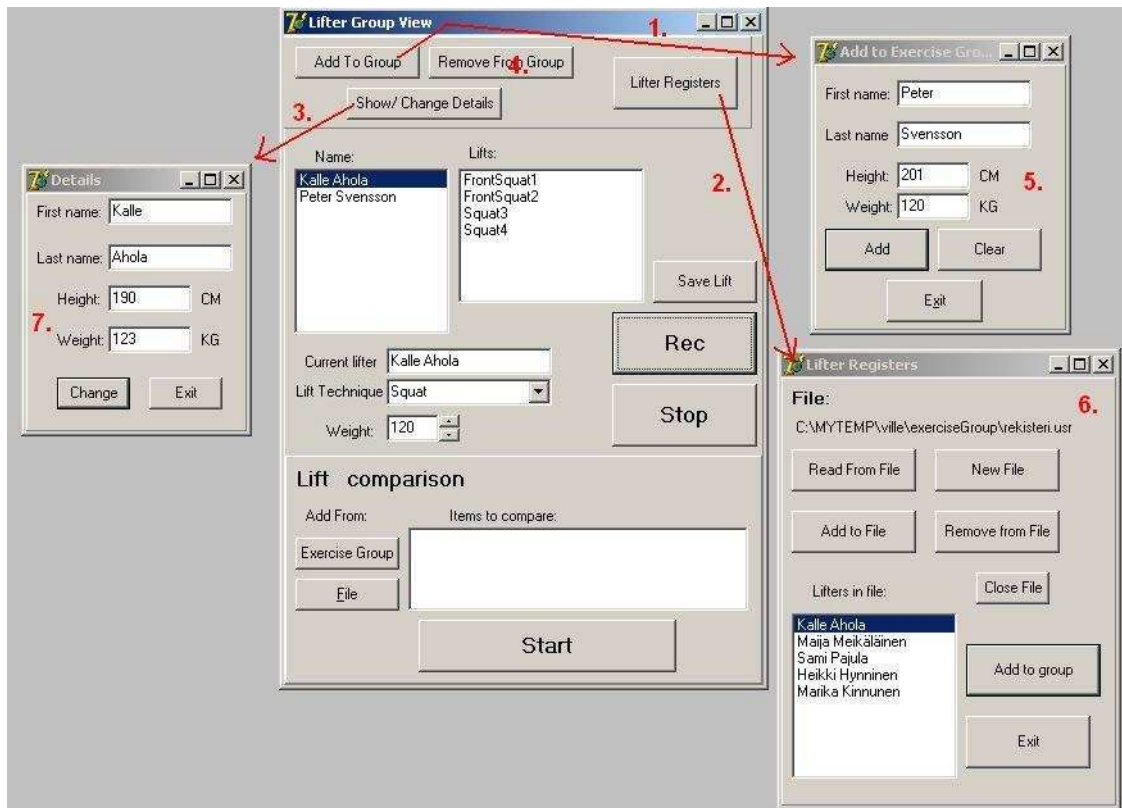 Lifter Group View
1.
Add To Group
Remove From Group
4.
Lifter Registers
3.
Show/ Change Details
2.
Name:
Kalle Ahola
Peter Svensson
Lifts:
FrontSquat1
FrontSquat2
Squat3
Squat4
Save Lift
Rec
Stop
Current lifter
Kalle Ahola
Lift Technique
Squat
Weight:
120
Lift comparison
Add From:
Items to compare:
Exercise Group
File
Start
Details
First name:
Kalle
Last name:
Ahola
Height:
190
CM
7.
Weight:
123
KG
Change
Exit
Add to Exercise Gro...
First name:
Peter
Last name
Svensson
Height:
201
CM
5.
Weight:
120
KG
Add
Clear
Exit
Lifter Registers
File:
6.
C:\MYTEMP\ville\exerciseGroup\rekisteri.usr
Read From File
New File
Add to File
Remove from File
Lifters in file:
Close File
Kalle Ahola
Maija Meikäläinen
Sami Pajula
Heikki Hynninen
Marika Kinnunen
Add to group
Exit